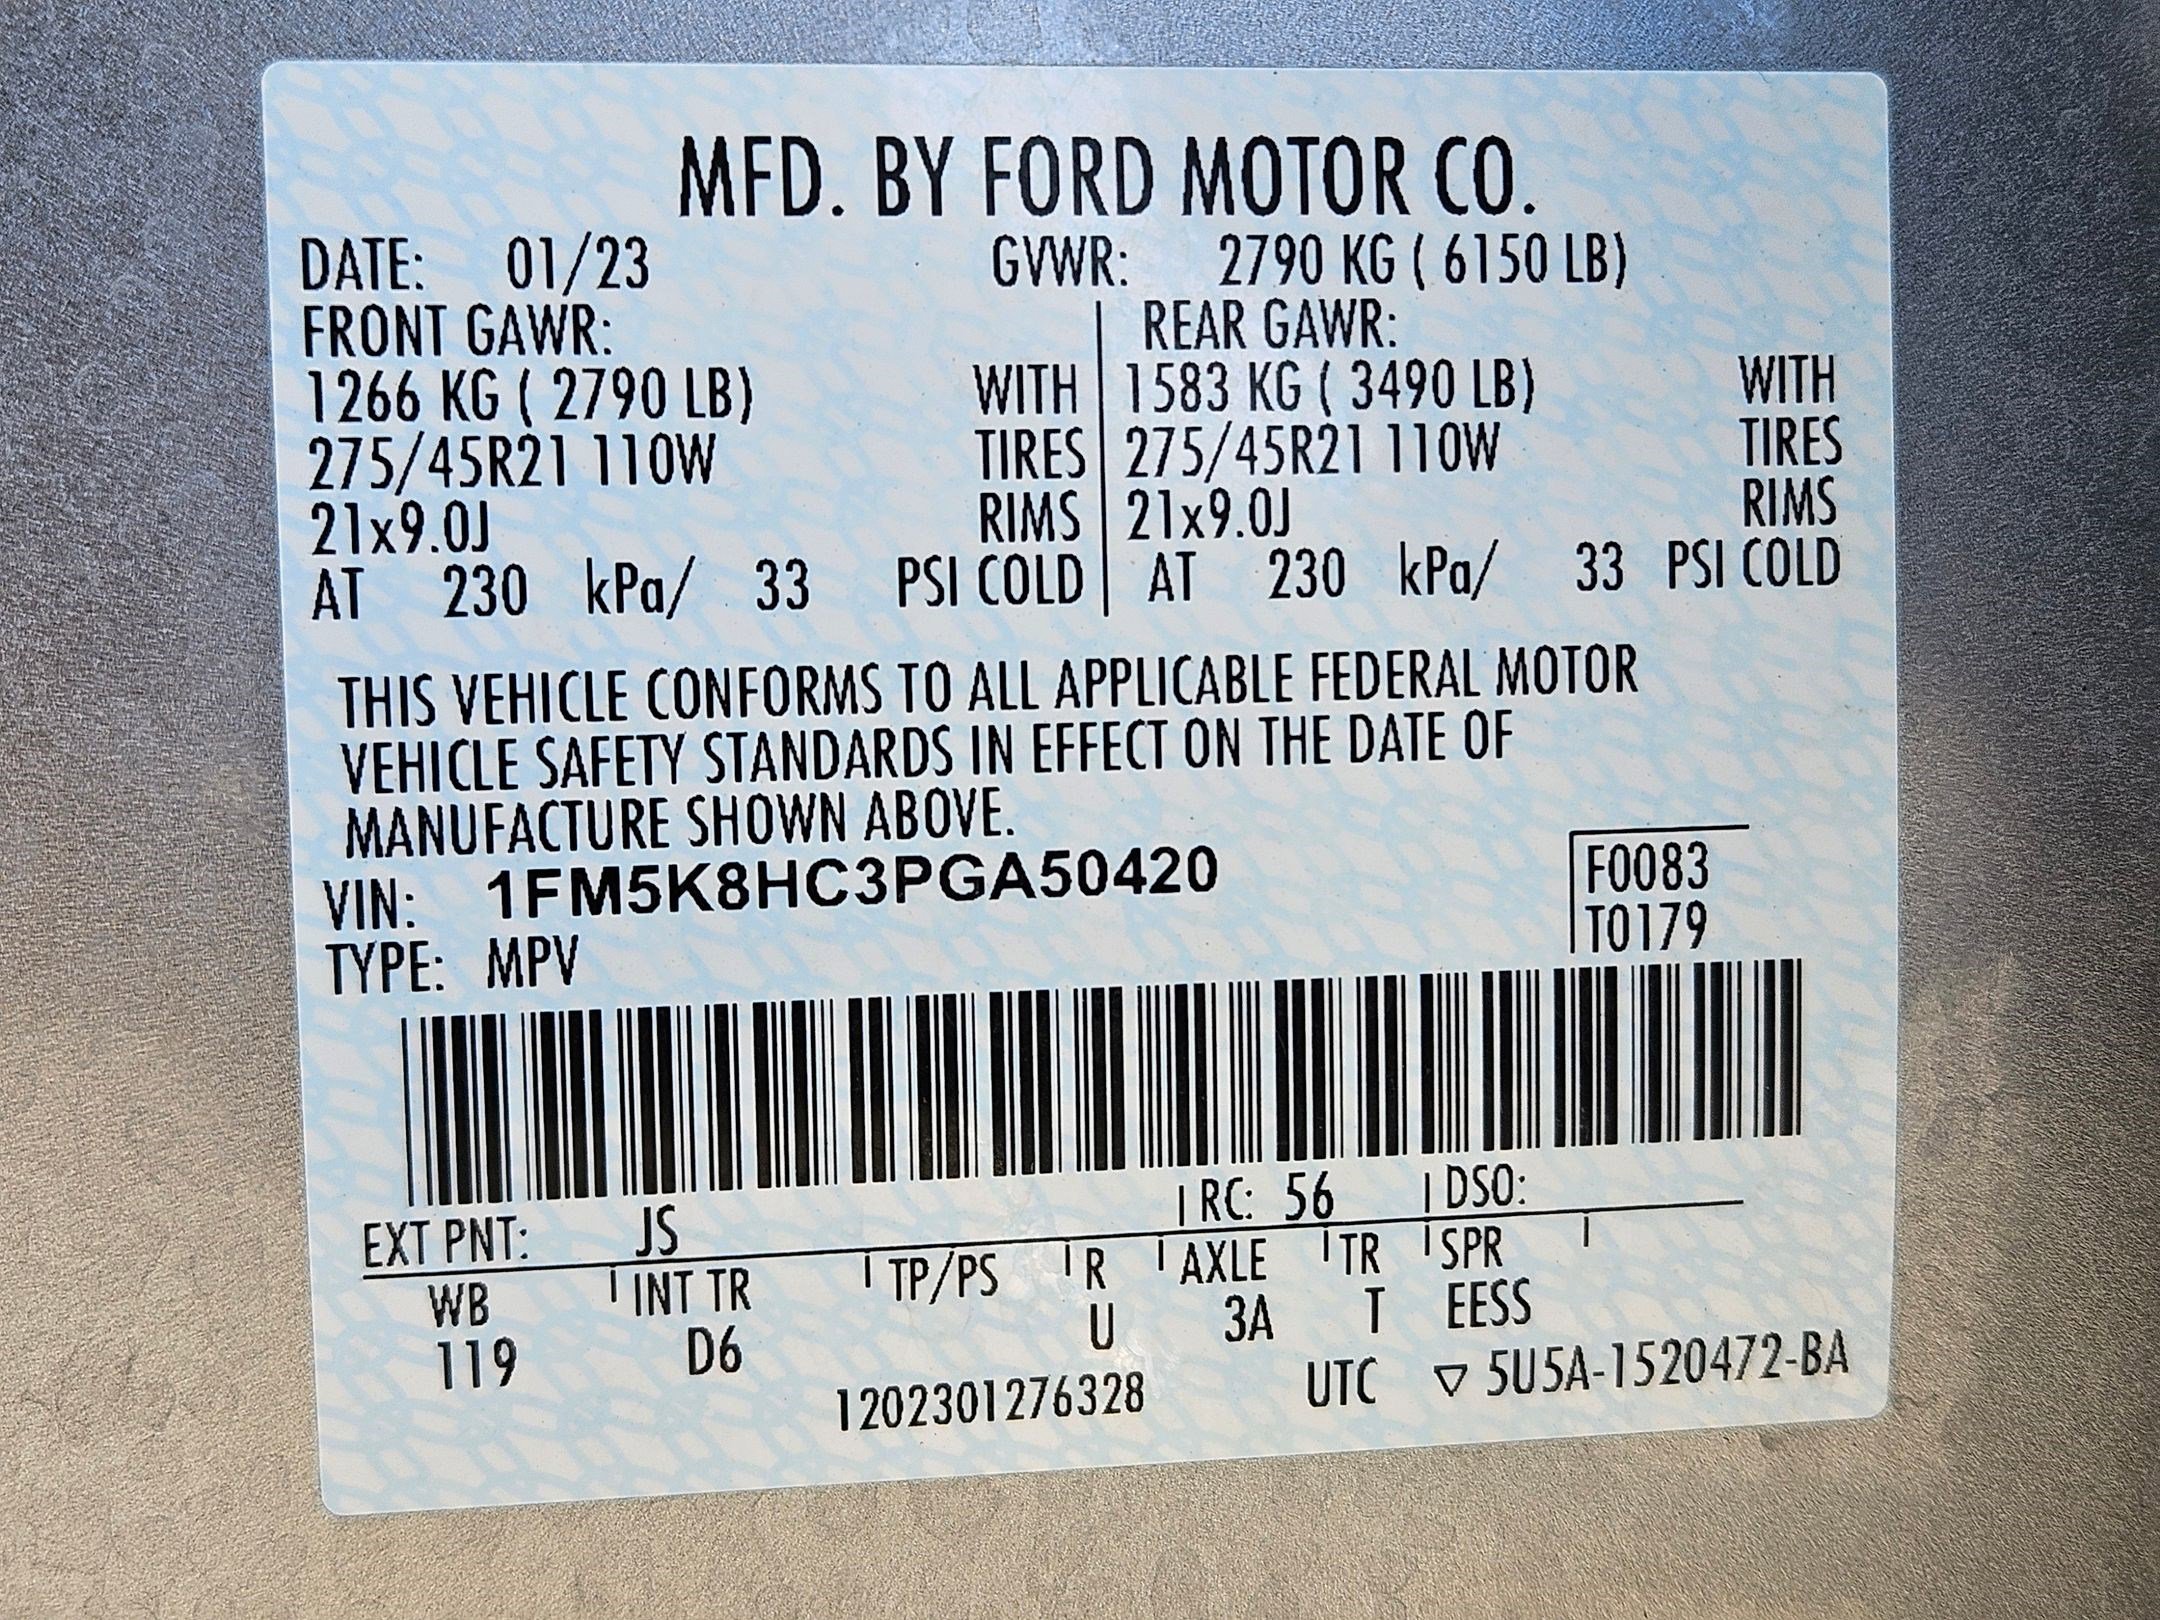 MFD. BY FORD MOTOR CO.
DATE: 01/23 GVWR: 2790 KG ( 6150 LB)
FRONT GAWR: REAR GAWR:
1266 KG ( 2790 LB) WITH 1583 KG ( 3490 LB) WITH
275/45R21 110W TIRES 275/45R21 110W TIRES
21x9.0J RIMS 21x9.0J RIMS
AT 230 kPa/ 33 PSI COLD AT 230 kPa/ 33 PSI COLD
THIS VEHICLE CONFORMS TO ALL APPLICABLE FEDERAL MOTOR
VEHICLE SAFETY STANDARDS IN EFFECT ON THE DATE OF
MANUFACTURE SHOWN ABOVE.
VIN: 1FM5K8HC3PGA50420 F0083
TYPE: MPV T0179
EXT PNT: JS RC: 56 DSO:
WB INT TR TP/PS R AXLE TR SPR
119 D6 U 3A T EESS
1202301276328 UTC ▽ 5U5A-1520472-BA